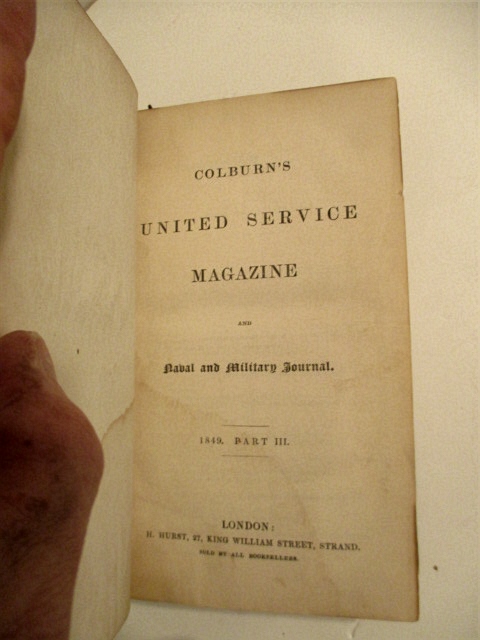 COLBURN'S
UNITED SERVICE
MAGAZINE
AND
Naval and Military Journal.
1849. PART III.
LONDON:
H. HURST, 27, KING WILLIAM STREET, STRAND.
SOLD BY ALL BOOKSELLERS.